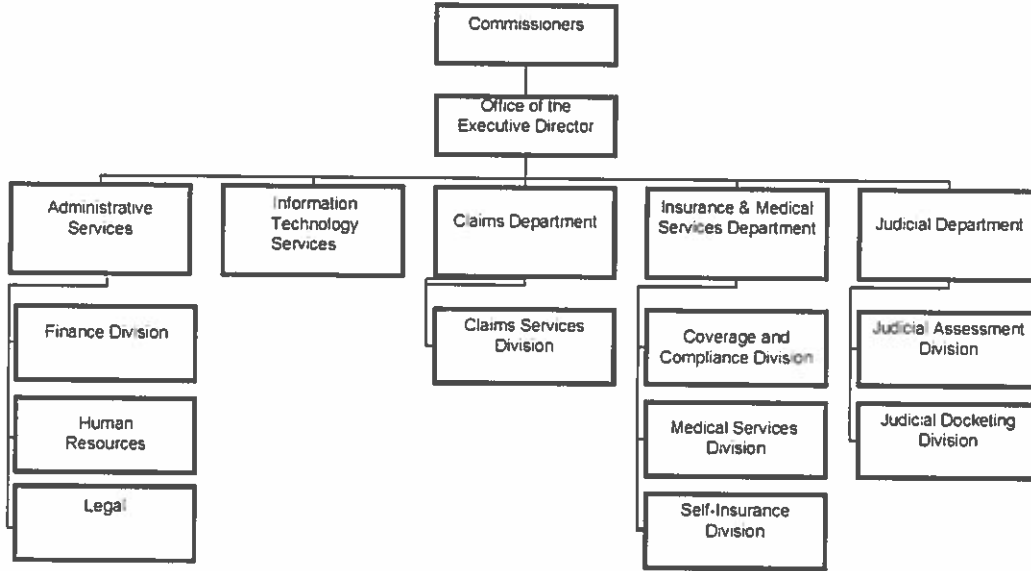 Commissioners
Office of the
Executive Director
Administrative
Services
Information
Technology
Services
Claims Department
Insurance & Medical
Services Department
Judicial Department
Finance Division
Human
Resources
Legal
Claims Services
Division
Coverage and
Compliance Division
Medical Services
Division
Self-Insurance
Division
Judicial Assessment
Division
Judicial Docketing
Division